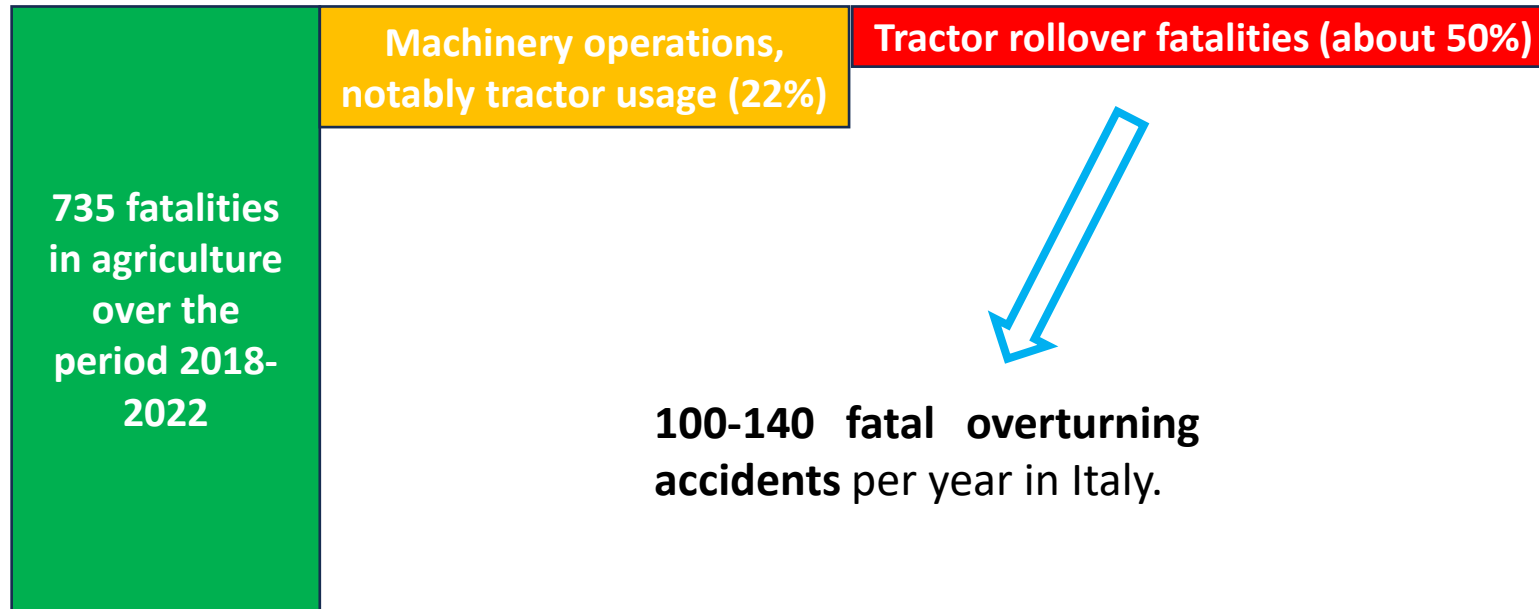 735 fatalities
in agriculture
over the
period 2018-
2022
Machinery operations,
notably tractor usage (22%)
Tractor rollover fatalities (about 50%)
100-140 fatal overturning
accidents per year in Italy.